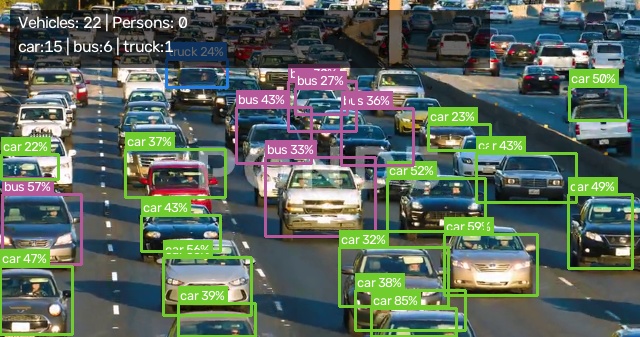 Vehicles: 22 | Persons: 0
car:15 | bus:6 | truck:1
truck 24%
car 50%
bus 27%
bus 43%
bus 36%
car 23%
car 22%
car 37%
bus 33%
car 43%
car 52%
bus 57%
car 49%
car 43%
car 59%
car 56%
car 32%
car 38%
car 39%
car 85%